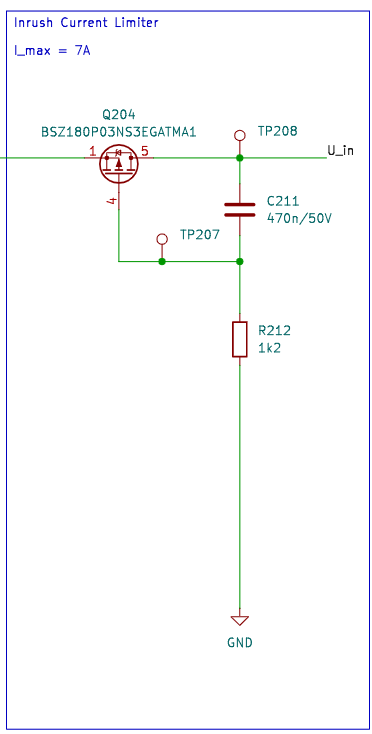 Inrush Current Limiter
I_max = 7A
Q204
BSZ180P03NS3EGATMA1
1
5
4
TP208
U_in
C211
470n/50V
TP207
R212
1k2
GND